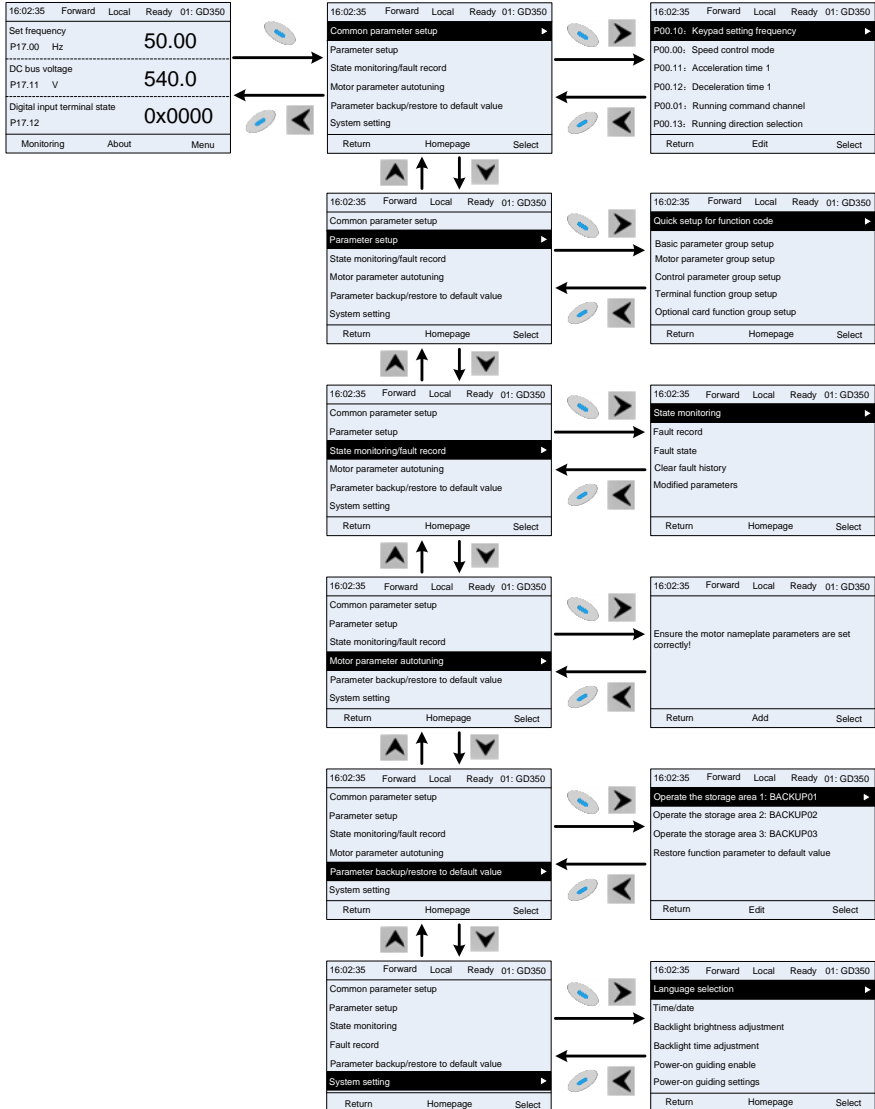 16:02:35 Forward Local Ready 01: GD350
Set frequency
P17.00 Hz 50.00
DC bus voltage
P17.11 V 540.0
Digital input terminal state
P17.12 0x0000
Monitoring About Menu
16:02:35 Forward Local Ready 01: GD350
Common parameter setup
Parameter setup
State monitoring/fault record
Motor parameter autotuning
Parameter backup/restore to default value
System setting
Return Homepage Select
16:02:35 Forward Local Ready 01: GD350
P00.10: Keypad setting frequency
P00.00: Speed control mode
P00.11: Acceleration time 1
P00.12: Deceleration time 1
P00.01: Running command channel
P00.13: Running direction selection
Return Edit Select
16:02:35 Forward Local Ready 01: GD350
Common parameter setup
Parameter setup
State monitoring/fault record
Motor parameter autotuning
Parameter backup/restore to default value
System setting
Return Homepage Select
16:02:35 Forward Local Ready 01: GD350
Quick setup for function code
Basic parameter group setup
Motor parameter group setup
Control parameter group setup
Terminal function group setup
Optional card function group setup
Return Homepage Select
16:02:35 Forward Local Ready 01: GD350
Common parameter setup
Parameter setup
State monitoring/fault record
Motor parameter autotuning
Parameter backup/restore to default value
System setting
Return Homepage Select
16:02:35 Forward Local Ready 01: GD350
State monitoring
Fault record
Fault state
Clear fault history
Modified parameters
Return Homepage Select
16:02:35 Forward Local Ready 01: GD350
Common parameter setup
Parameter setup
State monitoring/fault record
Motor parameter autotuning
Parameter backup/restore to default value
System setting
Return Homepage Select
16:02:35 Forward Local Ready 01: GD350
Ensure the motor nameplate parameters are set
correctly!
Return Add Select
16:02:35 Forward Local Ready 01: GD350
Common parameter setup
Parameter setup
State monitoring/fault record
Motor parameter autotuning
Parameter backup/restore to default value
System setting
Return Homepage Select
16:02:35 Forward Local Ready 01: GD350
Operate the storage area 1: BACKUP01
Operate the storage area 2: BACKUP02
Operate the storage area 3: BACKUP03
Restore function parameter to default value
Return Edit Select
16:02:35 Forward Local Ready 01: GD350
Common parameter setup
Parameter setup
State monitoring
Fault record
Parameter backup/restore to default value
System setting
Return Homepage Select
16:02:35 Forward Local Ready 01: GD350
Language selection
Time/date
Backlight brightness adjustment
Backlight time adjustment
Power-on guiding enable
Power-on guiding settings
Return Homepage Select